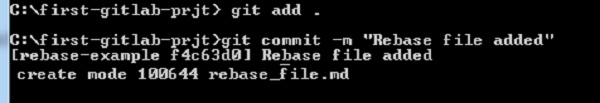 C:\first-gitlab-prjt> git add .
C:\first-gitlab-prjt>git commit -m "Rebase file added"
[rebase-example f4c63d0] Rebase file added
create mode 100644 rebase_file.md